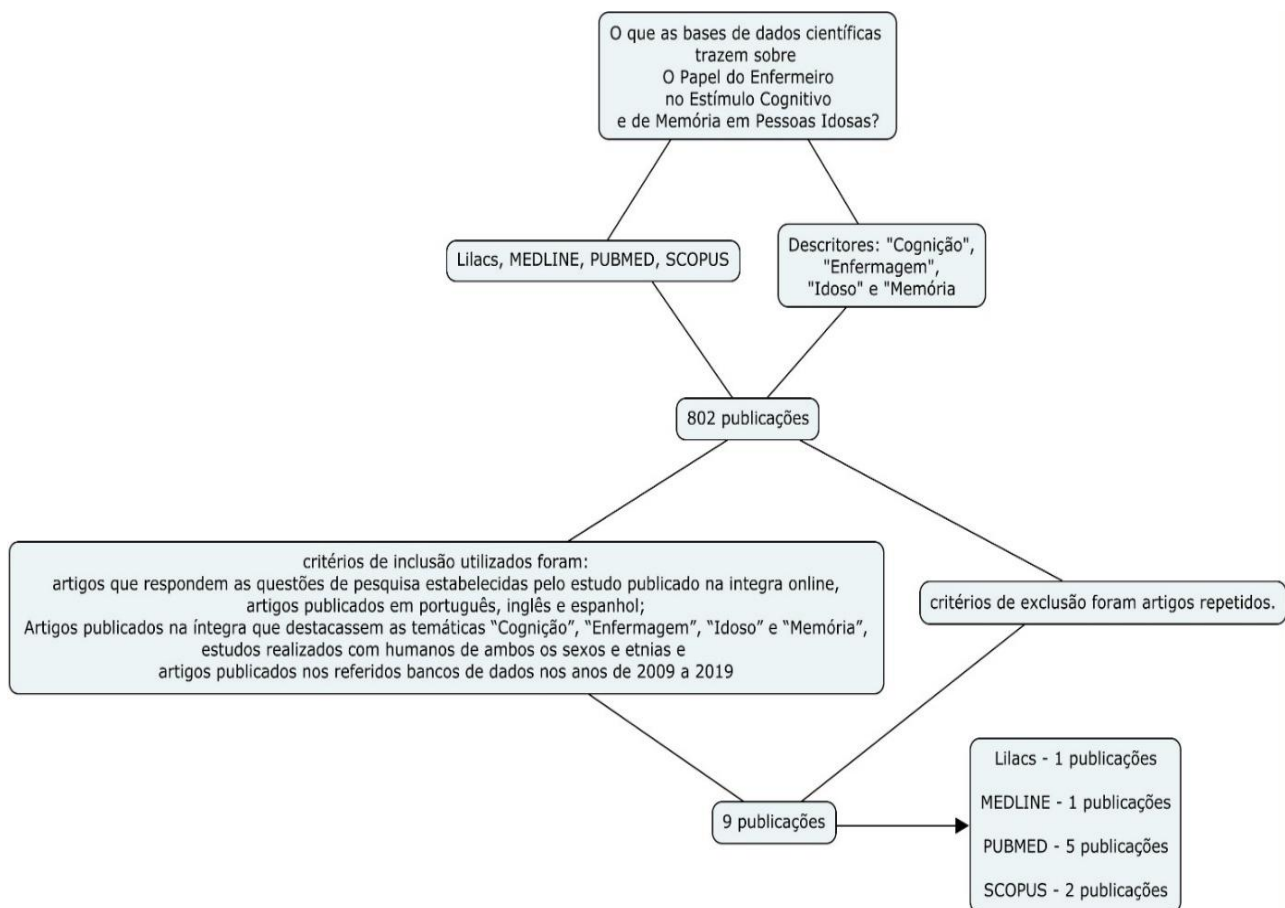 O que as bases de dados científicas
trazem sobre
O Papel do Enfermeiro
no Estímulo Cognitivo
e de Memória em Pessoas Idosas?
Lilacs, MEDLINE, PUBMED, SCOPUS
Descritores: "Cognição",
"Enfermagem",
"Idoso" e "Memória
802 publicações
critérios de inclusão utilizados foram:
artigos que respondem as questões de pesquisa estabelecidas pelo estudo publicado na integra online,
artigos publicados em português, inglês e espanhol;
Artigos publicados na íntegra que destacassem as temáticas “Cognição”, “Enfermagem”, “Idoso” e “Memória”,
estudos realizados com humanos de ambos os sexos e etnias e
artigos publicados nos referidos bancos de dados nos anos de 2009 a 2019
critérios de exclusão foram artigos repetidos.
9 publicações
Lilacs - 1 publicações
MEDLINE - 1 publicações
PUBMED - 5 publicações
SCOPUS - 2 publicações